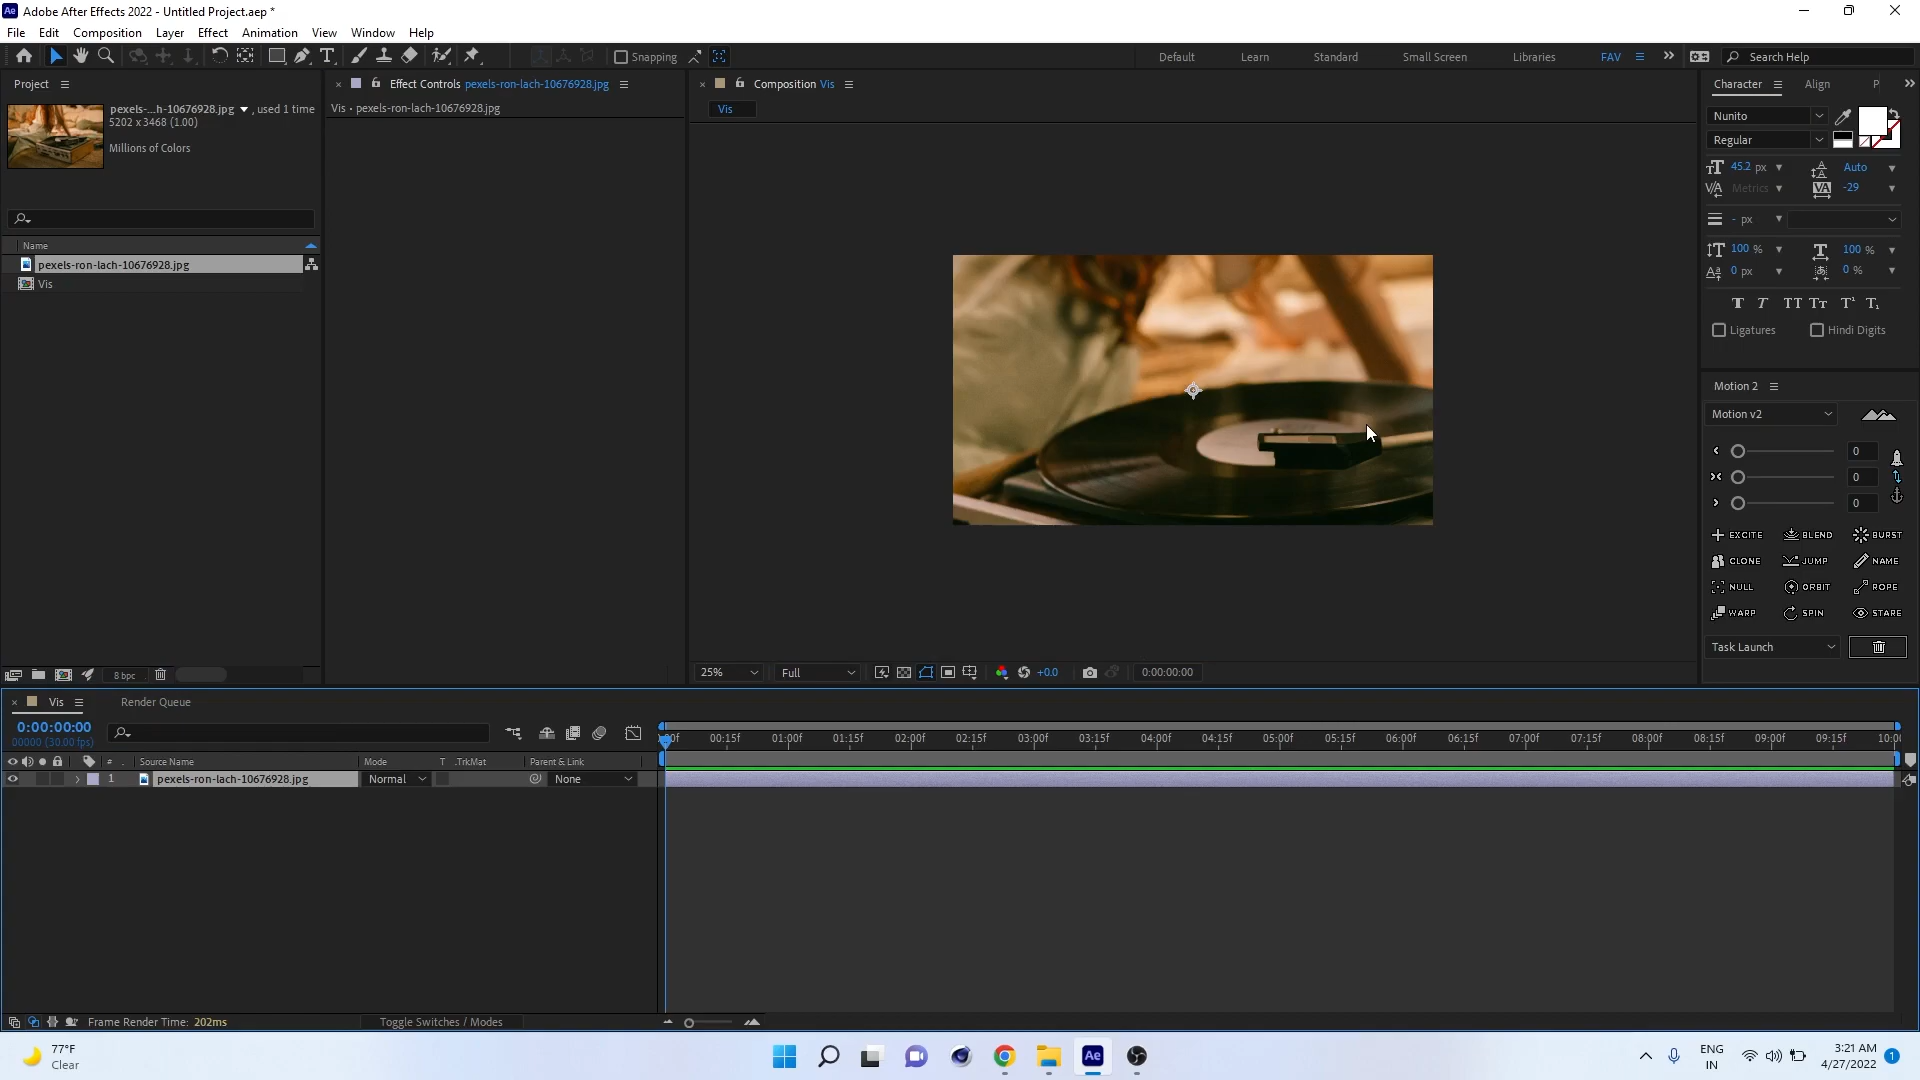 Adobe After Effects 2022 - Untitled Project.aep *
File Edit Composition Layer Effect Animation View Window Help
Snapping
Default Learn Standard Small Screen Libraries FAV Search Help
Project
pexels-...h-10676928.jpg , used 1 time
5202 x 3468 (1.00)
Millions of Colors
Name
pexels-ron-lach-10676928.jpg
Vis
8 bpc
Effect Controls pexels-ron-lach-10676928.jpg
Vis • pexels-ron-lach-10676928.jpg
Composition Vis
Vis
25% Full +0.0 0:00:00:00
Character Align P
Nunito
Regular
45.2 px Auto
Metrics -29
- px
100 % 100 %
0 px 0 %
T T TT Tt T¹ T₁
Ligatures Hindi Digits
Motion 2
Motion v2
0
0
0
EXCITE BLEND BURST
CLONE JUMP NAME
NULL ORBIT ROPE
WARP SPIN STARE
Task Launch
Vis Render Queue
0:00:00:00
00000 (30.00 fps)
# Source Name Mode T .TrkMat Parent & Link
1 pexels-ron-lach-10676928.jpg Normal None
00f 00:15f 01:00f 01:15f 02:00f 02:15f 03:00f 03:15f 04:00f 04:15f 05:00f 05:15f 06:00f 06:15f 07:00f 07:15f 08:00f 08:15f 09:00f 09:15f 10:0
Frame Render Time: 202ms Toggle Switches / Modes
77°F
Clear
Ae
ENG
IN
3:21 AM
4/27/2022
1